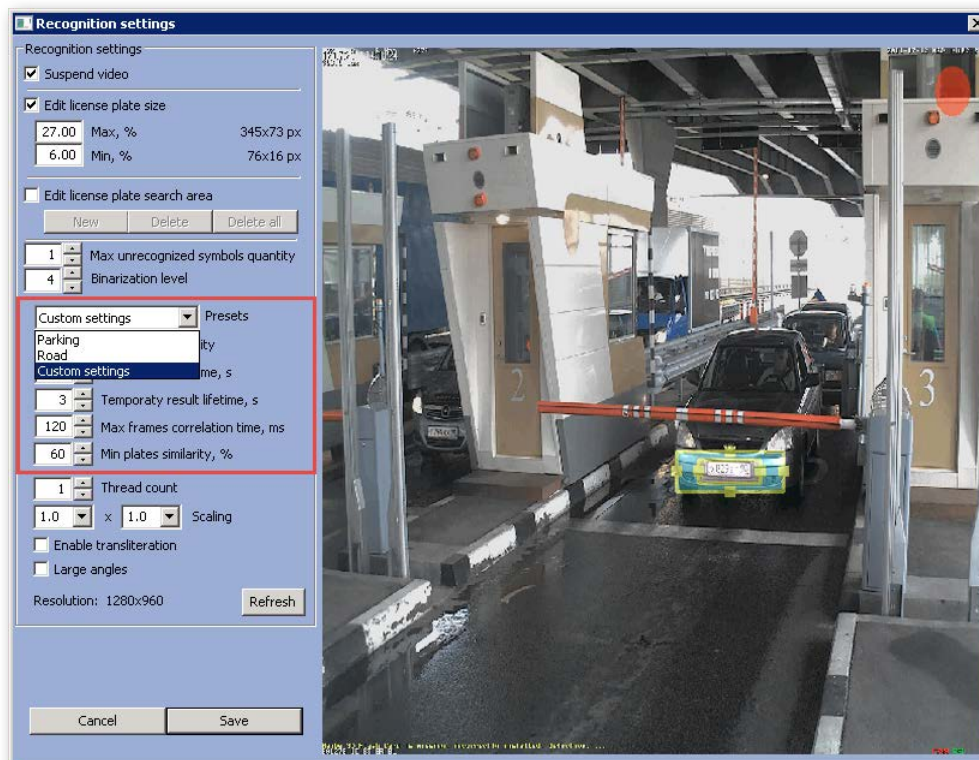 Recognition settings
Recognition settings
Suspend video
Edit license plate size
27.00 Max, % 345x73 px
6.00 Min, % 76x16 px
Edit license plate search area
New Delete Delete all
1 Max unrecognized symbols quantity
4 Binarization level
Custom settings Presets
Parking
Road
Custom settings
, s
3 Temporaty result lifetime, s
120 Max frames correlation time, ms
60 Min plates similarity, %
1 Thread count
1.0 x 1.0 Scaling
Enable transliteration
Large angles
Resolution: 1280x960 Refresh
Cancel Save
2
3